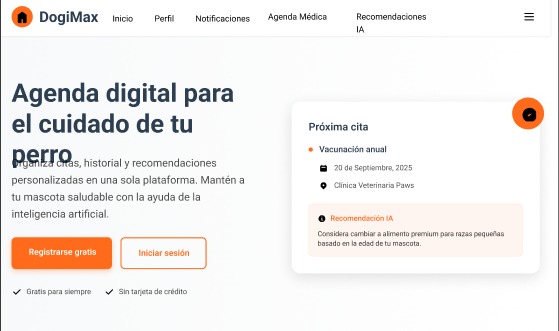 DogiMax
Inicio
Perfil
Notificaciones
Agenda Médica
Recomendaciones
IA
Agenda digital para
el cuidado de tu
perro
Organiza citas, historial y recomendaciones
personalizadas en una sola plataforma. Mantén a
tu mascota saludable con la ayuda de la
inteligencia artificial.
Registrarse gratis
Iniciar sesión
Gratis para siempre
Sin tarjeta de crédito
Próxima cita
Vacunación anual
20 de Septiembre, 2025
Clínica Veterinaria Paws
Recomendación IA
Considera cambiar a alimento premium para razas pequeñas
basado en la edad de tu mascota.